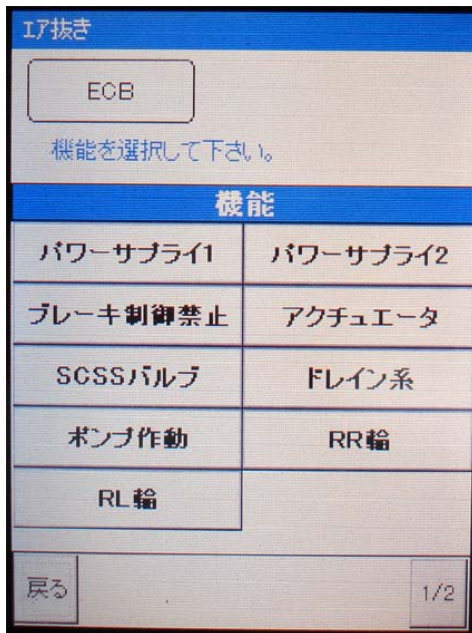 エア抜き
ECB
機能を選択して下さい。
機能
パワーサプライ1
パワーサプライ2
ブレーキ制御禁止
アクチュエータ
SCSSバルブ
ドレイン系
ポンプ作動
RR輪
RL輪
戻る
1/2